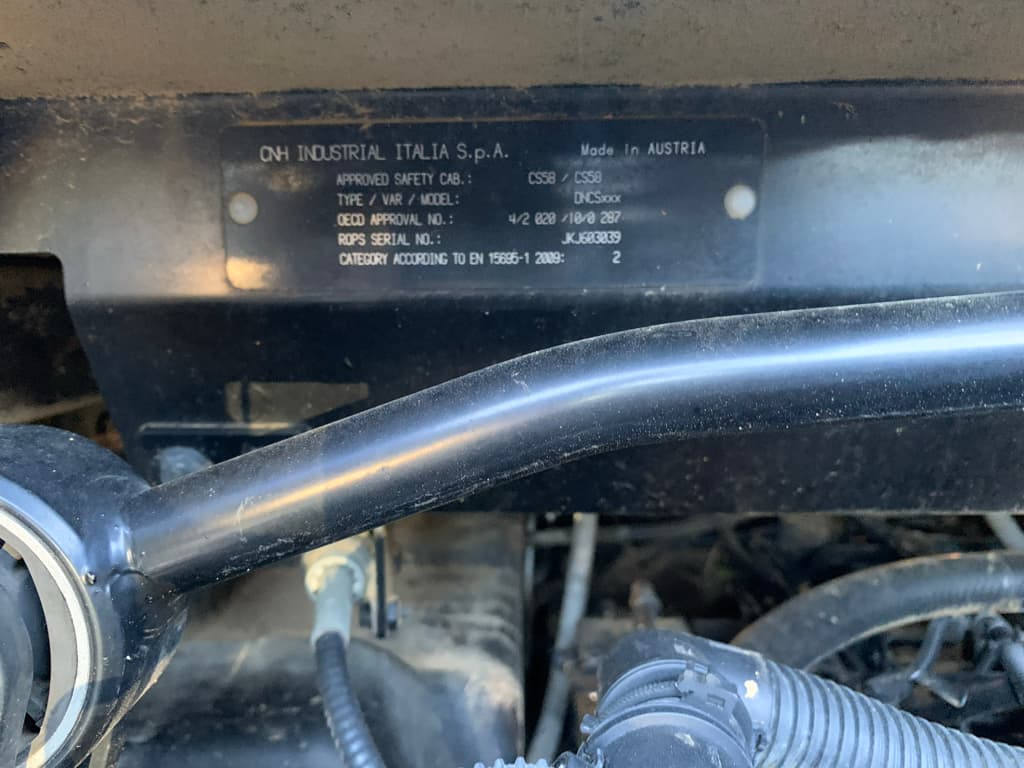 CNH INDUSTRIAL ITALIA S.p.A. Made in AUSTRIA
APPROVED SAFETY CAB.: CS58 / CS58
TYPE / VAR / MODEL: DNCSxxx
OECD APPROVAL NO.: 4/2 020 /10/0 287
ROPS SERIAL NO.: JKJ603039
CATEGORY ACCORDING TO EN 15695-1 2009: 2